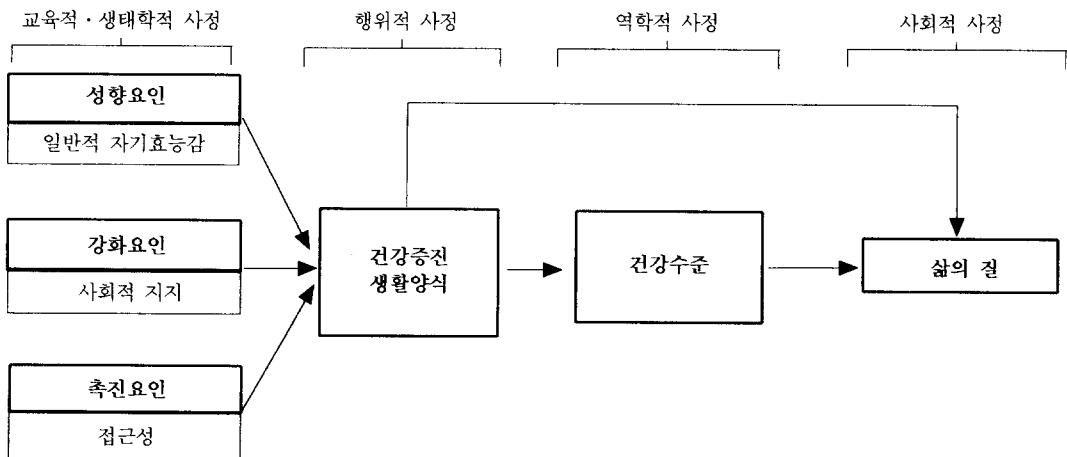 교육적·생태학적 사정
행위적 사정
역학적 사정
사회적 사정
성향요인
일반적 자기효능감
강화요인
사회적 지지
촉진요인
접근성
건강증진
생활양식
건강수준
삶의 질